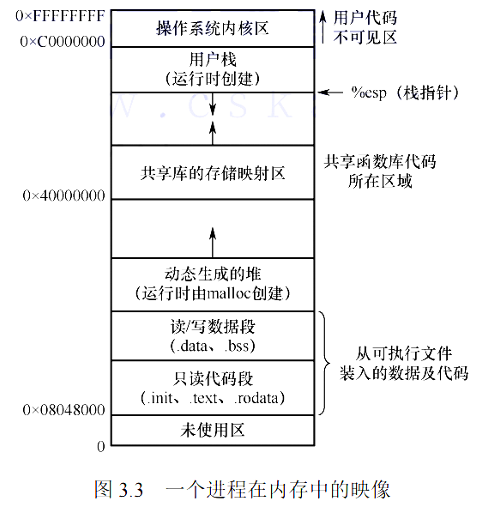 0×FFFFFFFF
操作系统内核区
用户代码
不可见区
0×C0000000
用户栈
(运行时创建)
%csp（栈指针）
共享库的存储映射区
共享函数库代码
所在区域
0×40000000
动态生成的堆
(运行时由malloc创建)
读/写数据段
(.data、.bss)
从可执行文件
装入的数据及代码
只读代码段
(.init、.text、.rodata)
0×08048000
未使用区
0
图 3.3 一个进程在内存中的映像